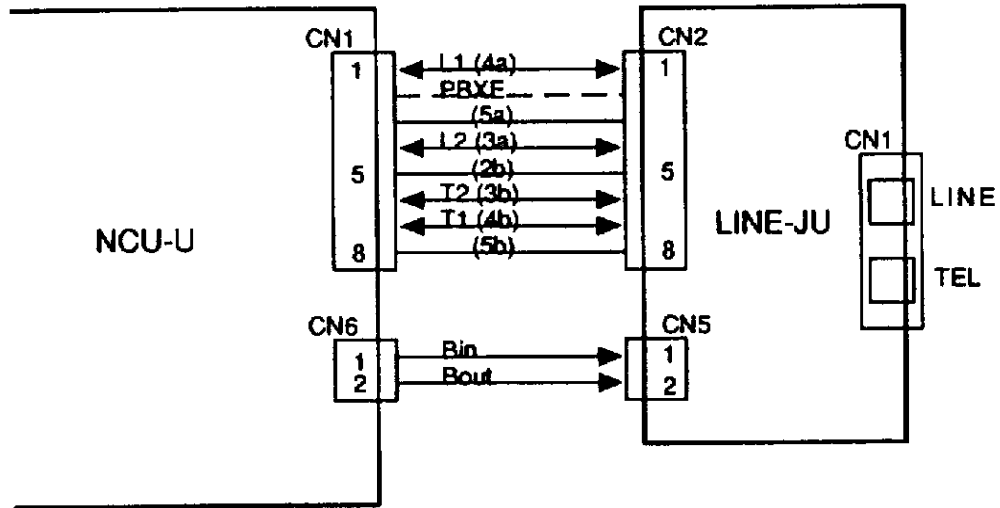 CN1
CN2
1
L1 (4a)
1
PBXE
(5a)
L2 (3a)
CN1
5
(2b)
5
T2 (3b)
LINE
T1 (4b)
NCU-U
LINE-JU
8
(5b)
8
TEL
CN6
CN5
1
Bin
1
2
Bout
2